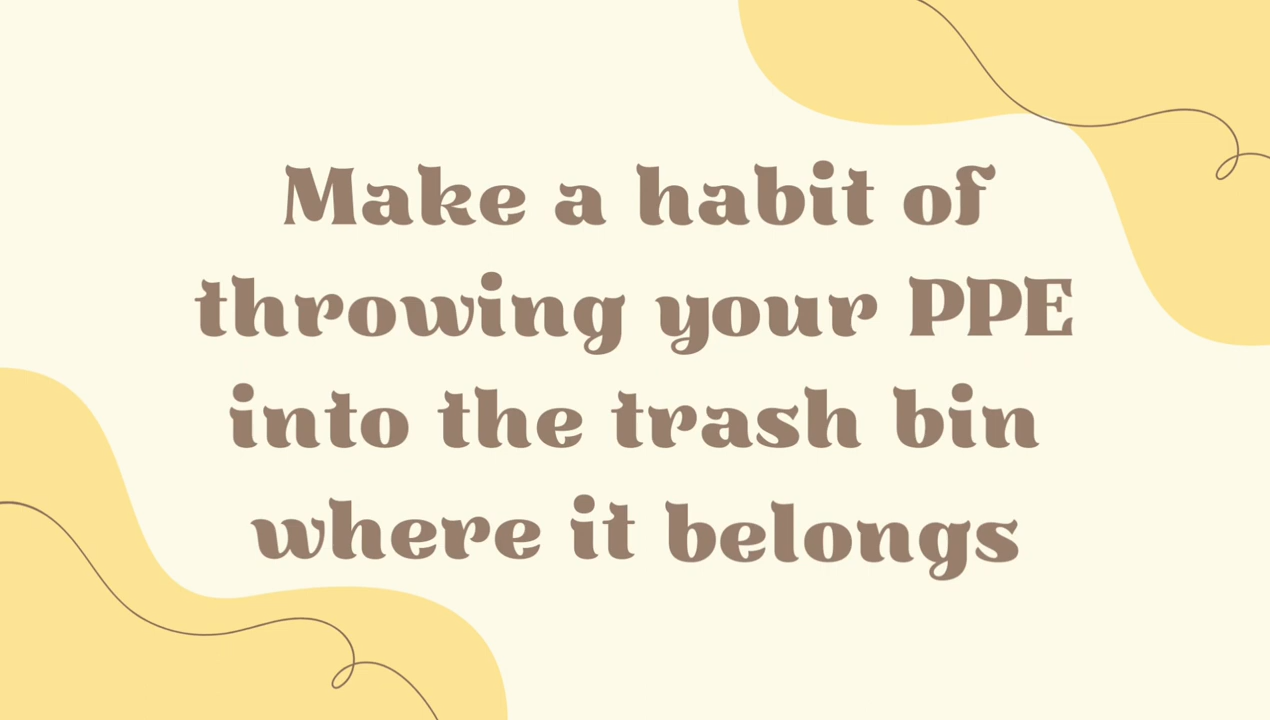 Make a habit of
throwing your PPE
into the trash bin
where it belongs